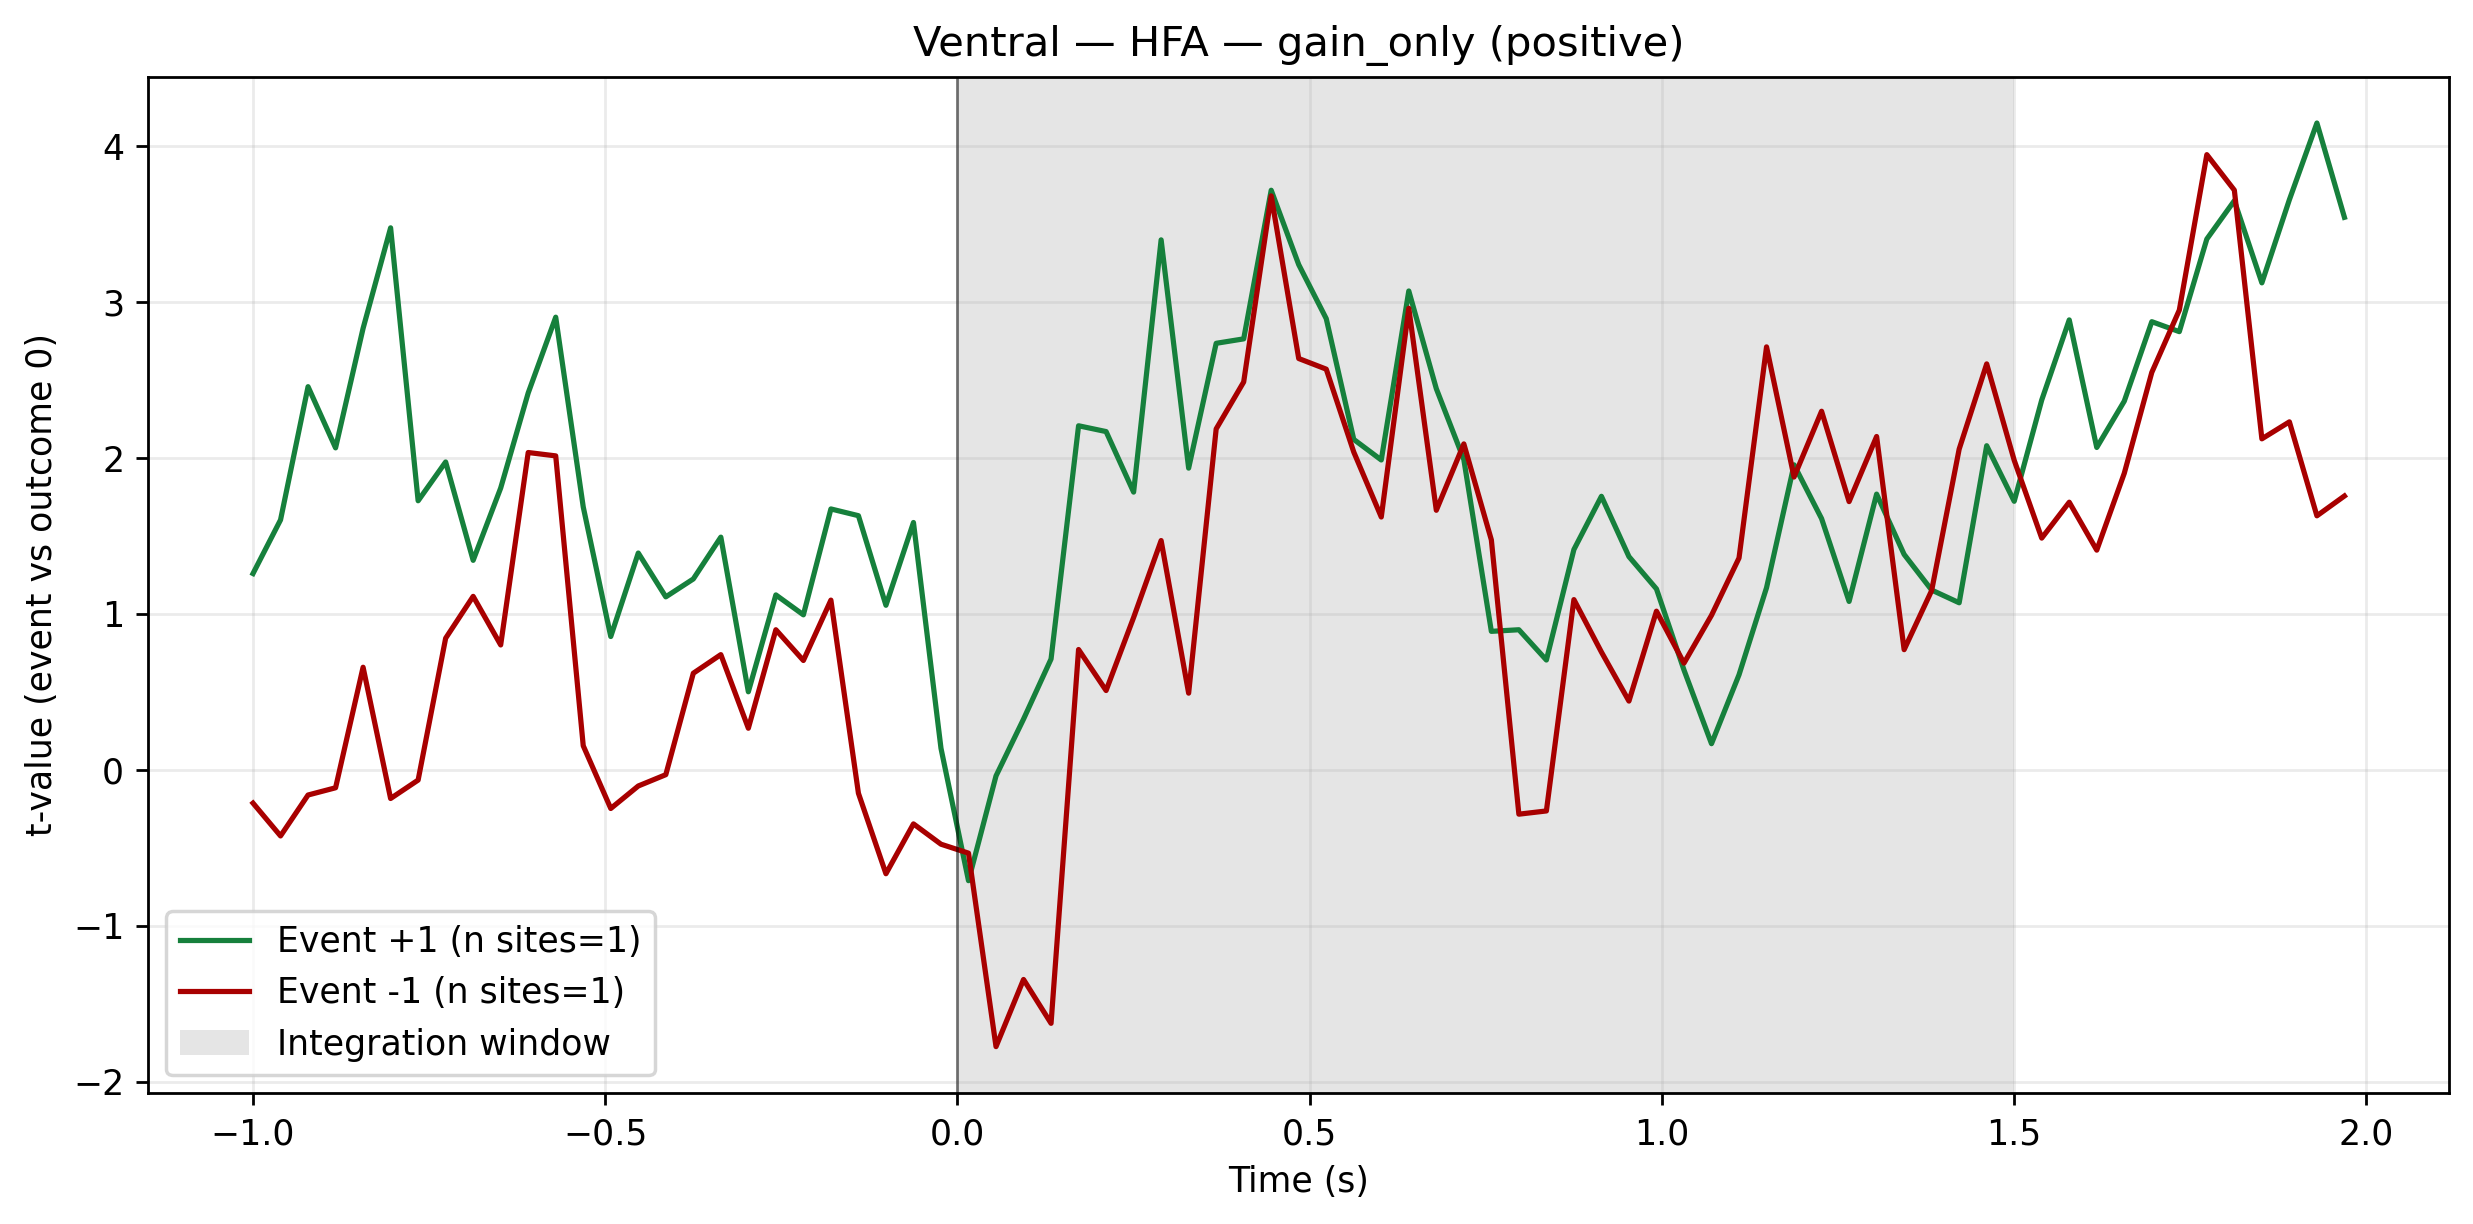 Ventral — HFA — gain_only (positive)
t-value (event vs outcome 0)
4
3
2
1
0
−1
−2
Event +1 (n sites=1)
Event -1 (n sites=1)
Integration window
−1.0 −0.5 0.0 0.5 1.0 1.5 2.0
Time (s)